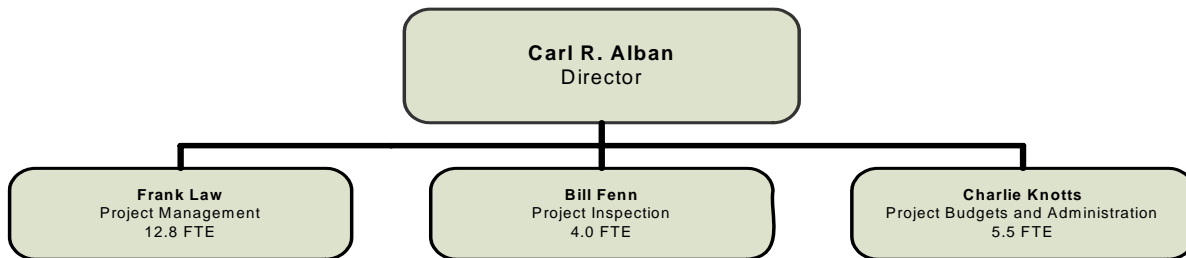 Carl R. Alban
Director
Frank Law
Project Management
12.8 FTE
Bill Fenn
Project Inspection
4.0 FTE
Charlie Knotts
Project Budgets and Administration
5.5 FTE